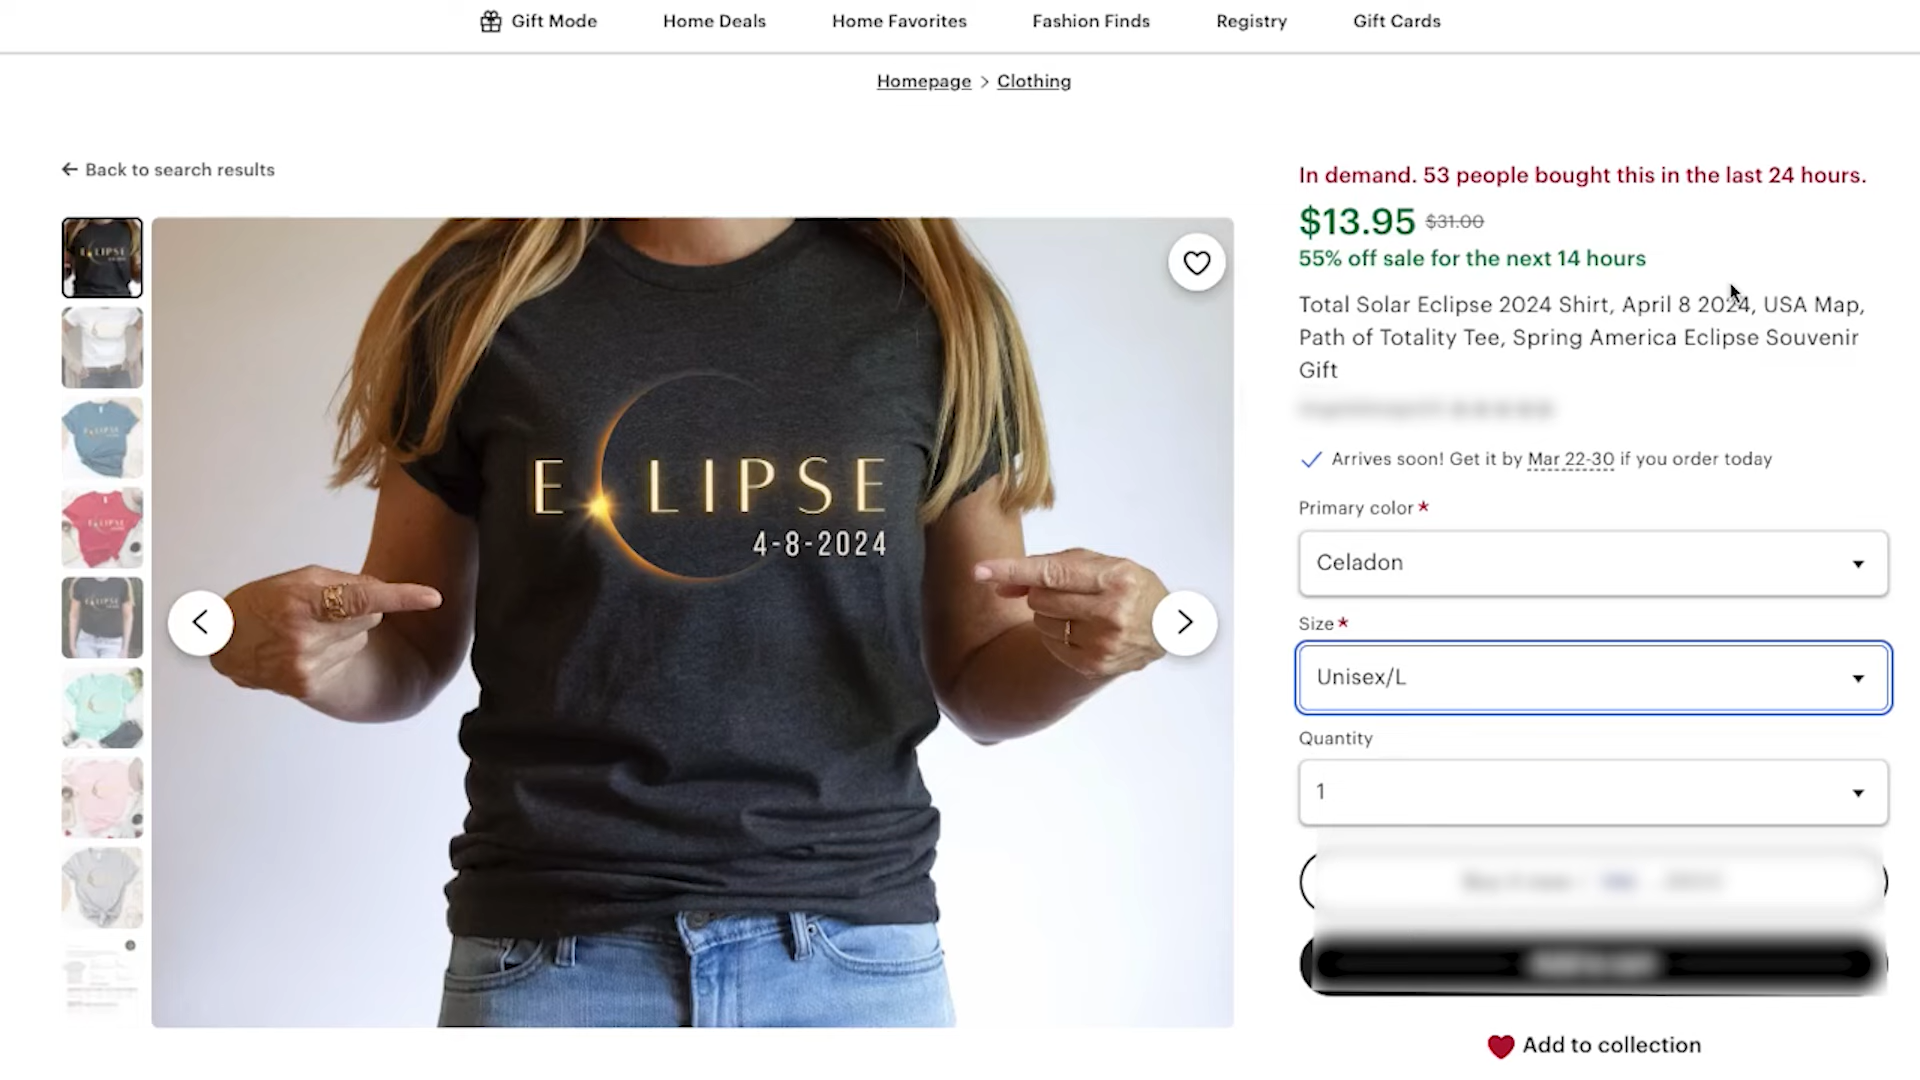 Gift Mode
Home Deals
Home Favorites
Fashion Finds
Registry
Gift Cards
Homepage > Clothing
Back to search results
In demand. 53 people bought this in the last 24 hours.
$13.95 $31.00
55% off sale for the next 14 hours
Total Solar Eclipse 2024 Shirt, April 8 2024, USA Map,
Path of Totality Tee, Spring America Eclipse Souvenir
Gift
Arrives soon! Get it by Mar 22-30 if you order today
Primary color *
Celadon
Size *
Unisex/L
Quantity
1
Add to collection
ECLIPSE
4-8-2024